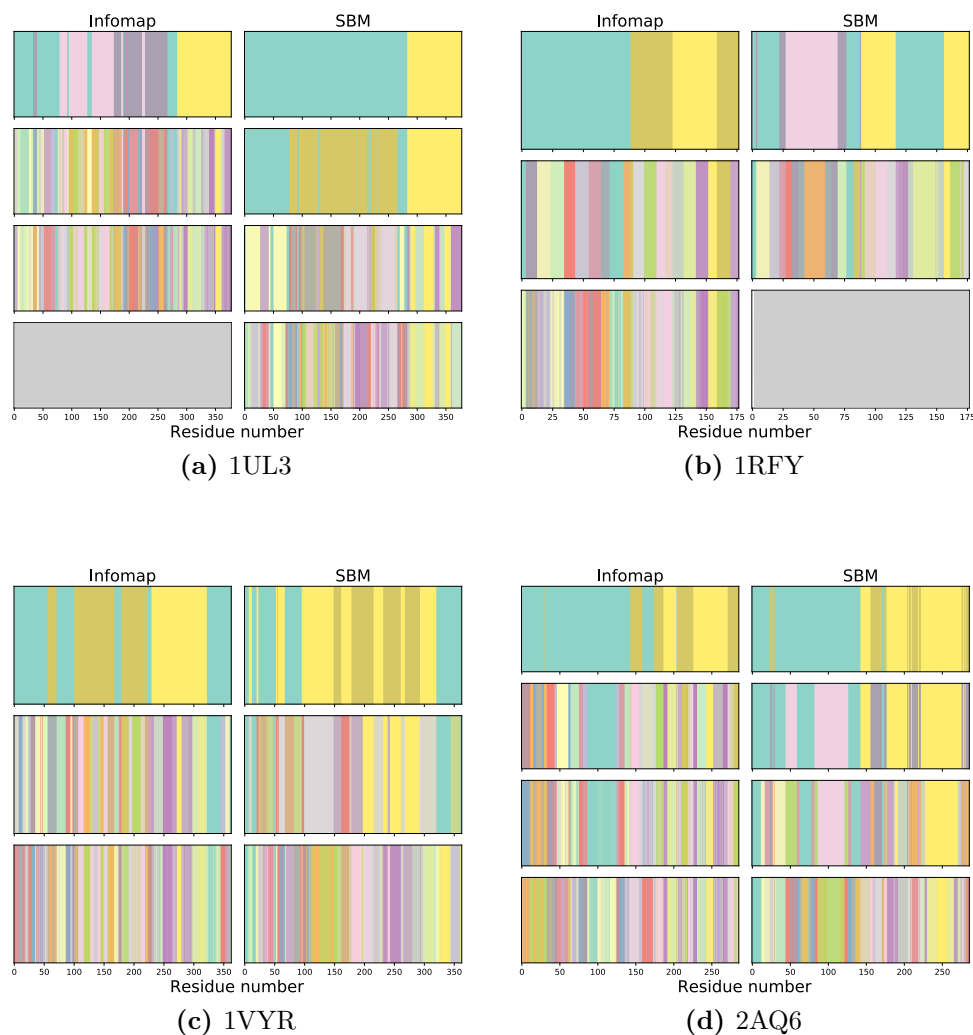 Infomap SBM
0 50 100 150 200 250 300 350 0 50 100 150 200 250 300 350
Residue number
(a) 1UL3
Infomap SBM
0 25 50 75 100 125 150 175 0 25 50 75 100 125 150 175
Residue number
(b) 1RFY
Infomap SBM
0 50 100 150 200 250 300 350 0 50 100 150 200 250 300 350
Residue number
(c) 1VYR
Infomap SBM
0 50 100 150 200 250 0 50 100 150 200 250
Residue number
(d) 2AQ6